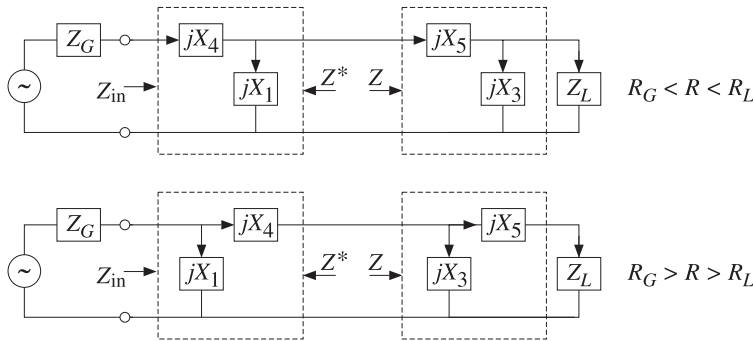 Z_G
jX_4
jX_5
~
Z_in
jX_1
Z*
Z
jX_3
Z_L
R_G < R < R_L
Z_G
jX_4
jX_5
~
Z_in
jX_1
Z*
Z
jX_3
Z_L
R_G > R > R_L